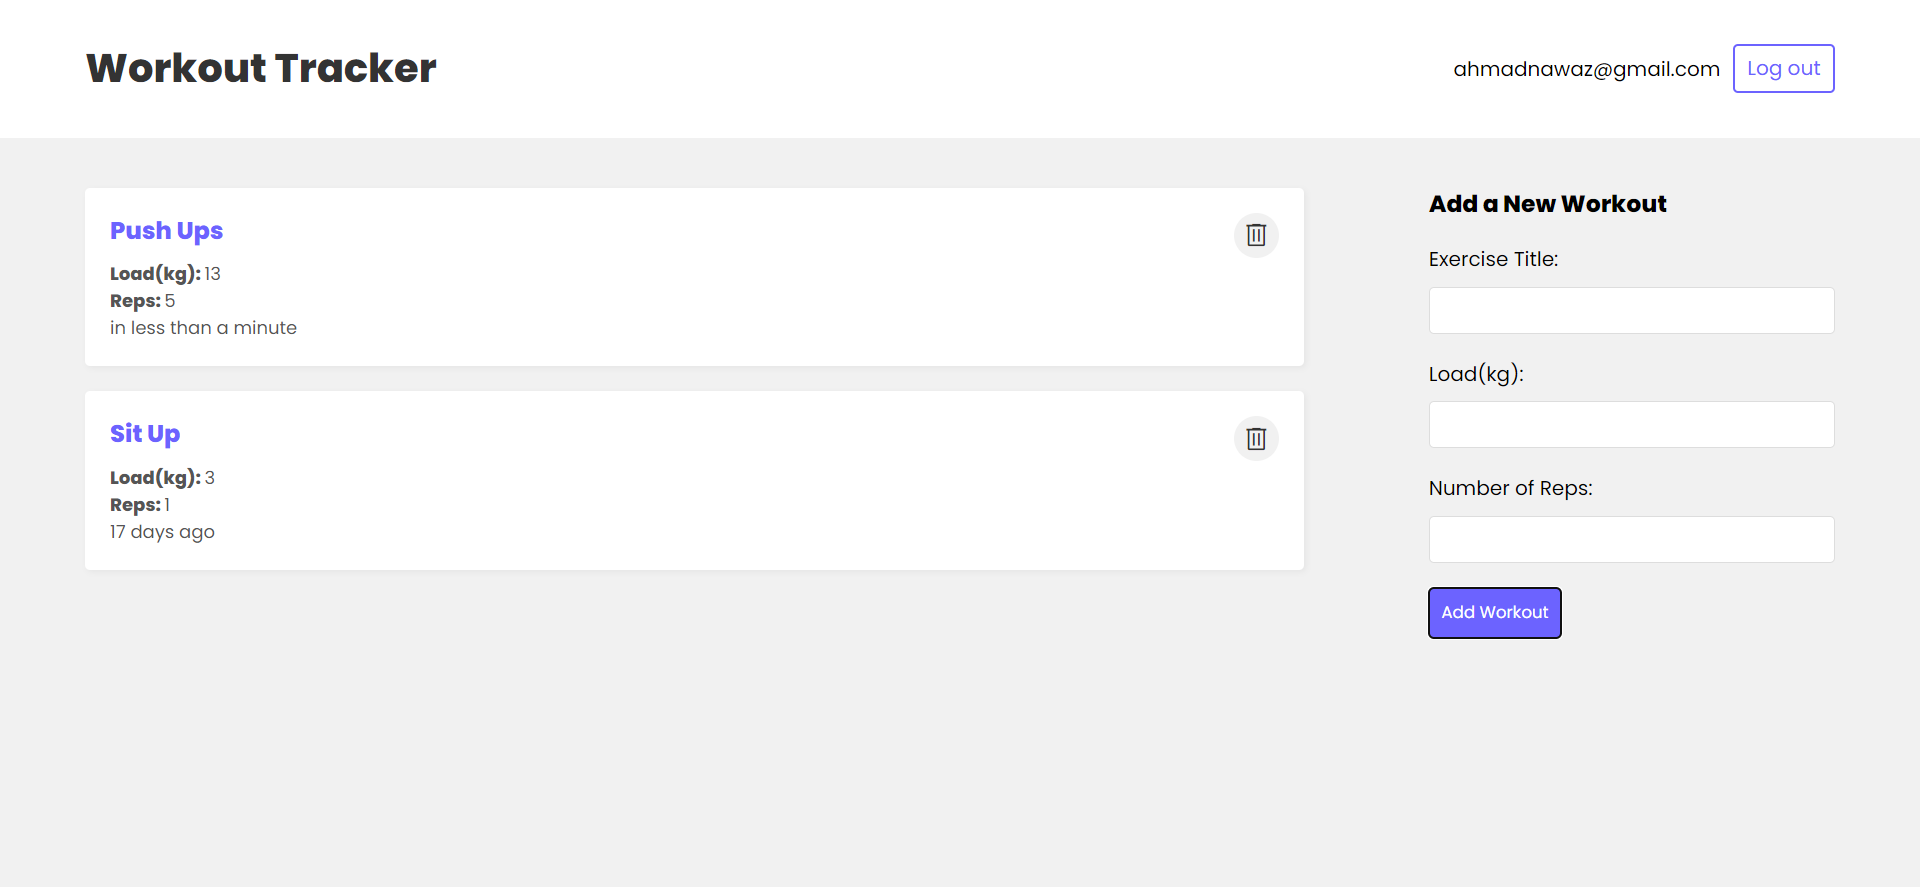 Workout Tracker
ahmadnawaz@gmail.com
Log out
Push Ups
Load(kg): 13
Reps: 5
in less than a minute
Sit Up
Load(kg): 3
Reps: 1
17 days ago
Add a New Workout
Exercise Title:
Load(kg):
Number of Reps:
Add Workout